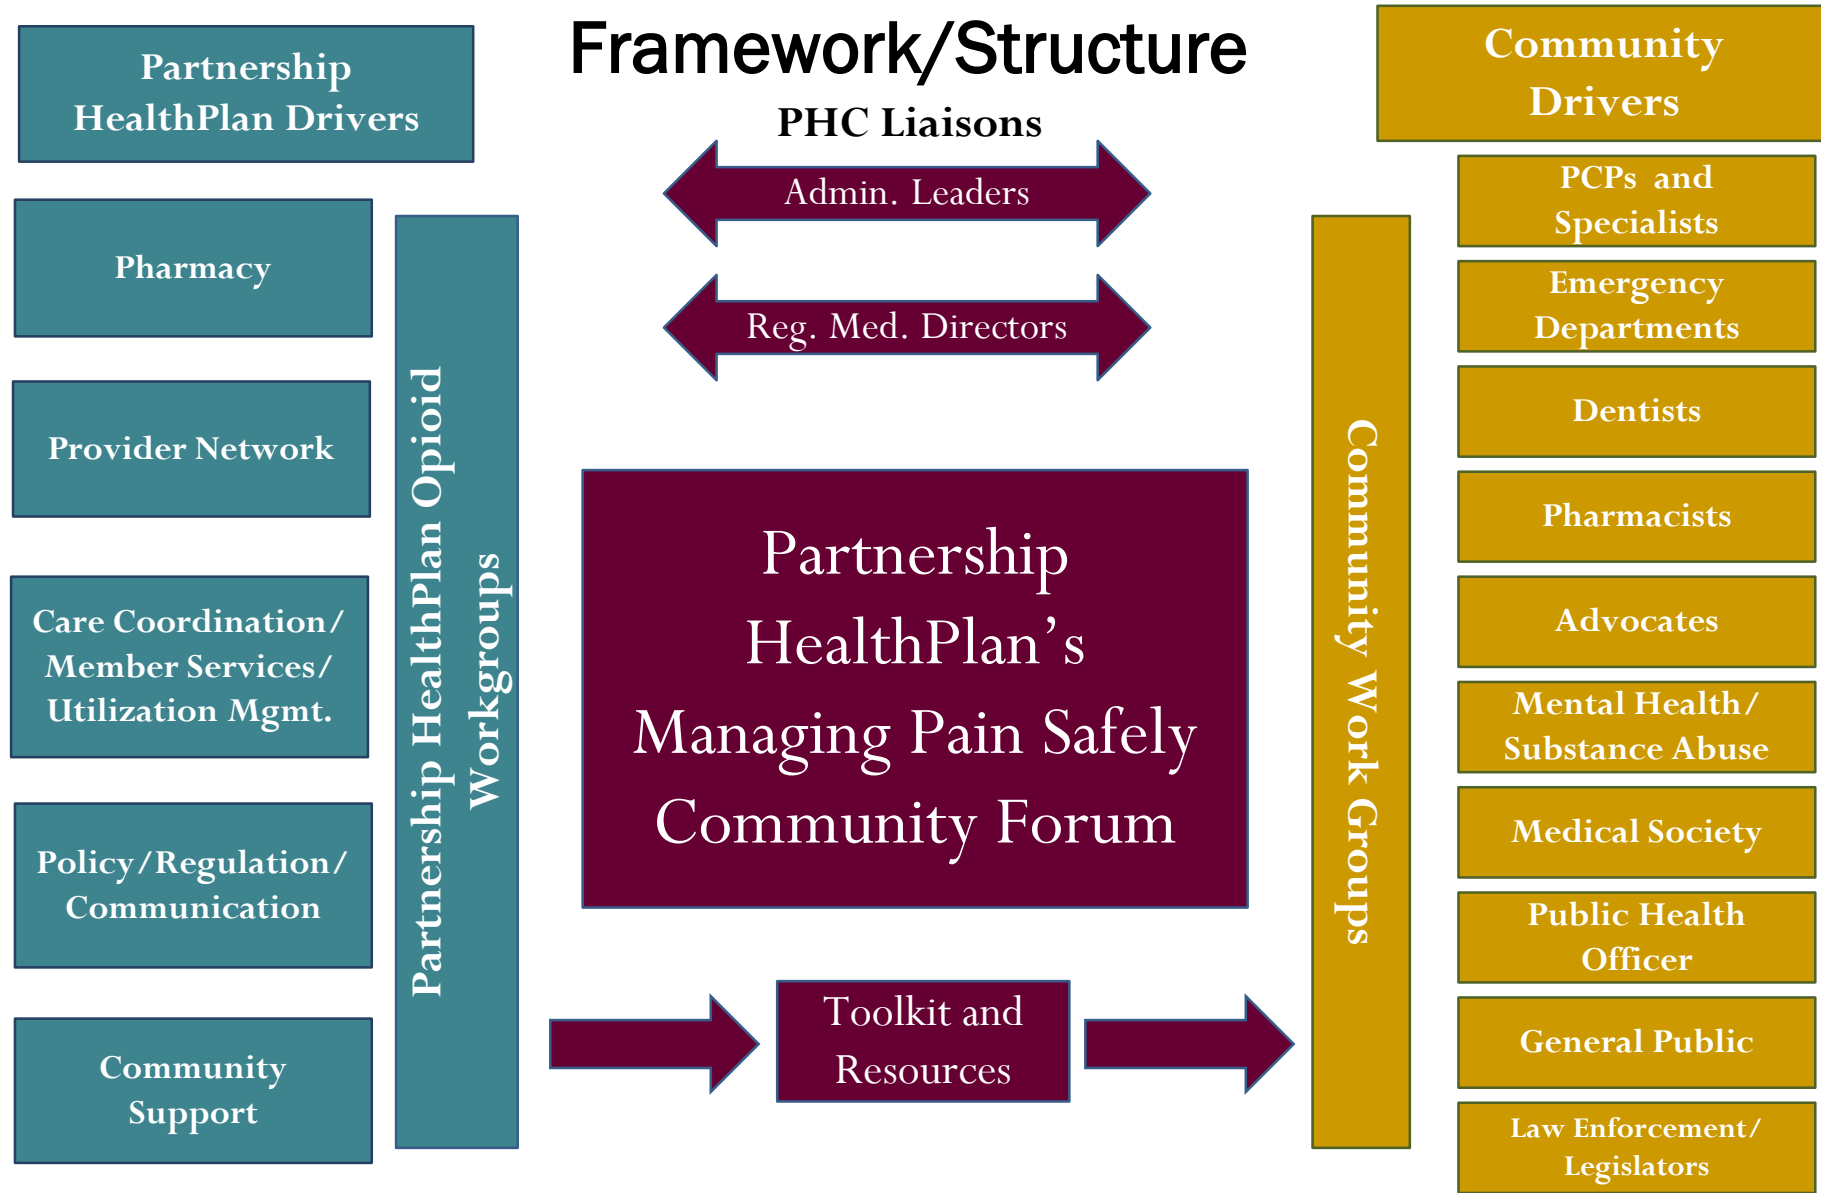 Framework/Structure
Partnership
HealthPlan Drivers
Pharmacy
Provider Network
Care Coordination/
Member Services/
Utilization Mgmt.
Policy/Regulation/
Communication
Community
Support
Partnership HealthPlan Opioid
Workgroups
PHC Liaisons
Admin. Leaders
Reg. Med. Directors
Partnership
HealthPlan’s
Managing Pain Safely
Community Forum
Toolkit and
Resources
Community Work Groups
Community
Drivers
PCPs and
Specialists
Emergency
Departments
Dentists
Pharmacists
Advocates
Mental Health/
Substance Abuse
Medical Society
Public Health
Officer
General Public
Law Enforcement/
Legislators